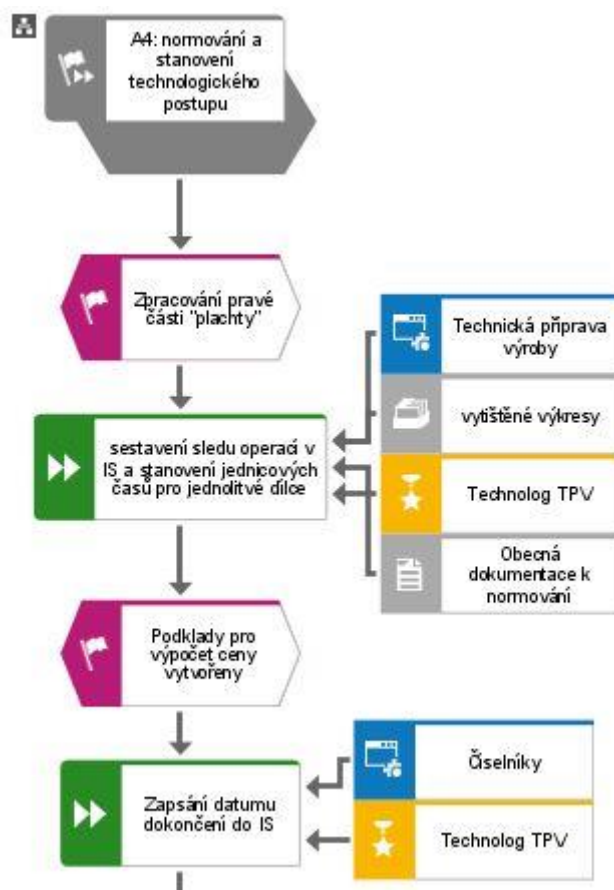 A4: normování a
stanovení
technologického
postupu
Zpracování pravé
části "plachty"
Technická příprava
výroby
vytištěné výkresy
sestavení sledu operací v
IS a stanovení jednicových
časů pro jednolitvé dílce
Technolog TPV
Obecná
dokumentace k
normování
Podklady pro
výpočet ceny
vytvořeny
Čiselníky
Zapsání datumu
dokončení do IS
Technolog TPV